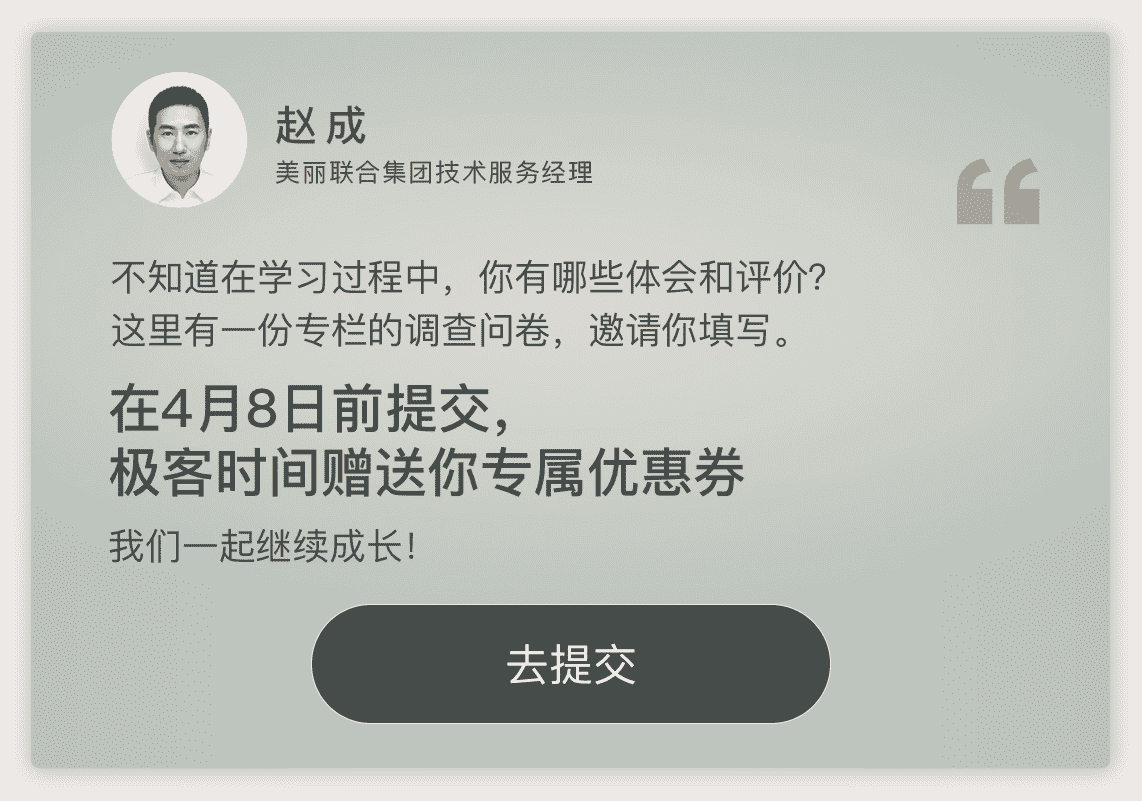 赵成
美丽联合集团技术服务经理
不知道在学习过程中，你有哪些体会和评价？
这里有一份专栏的调查问卷，邀请你填写。
在4月8日前提交，
极客时间赠送你专属优惠券
我们一起继续成长！
去提交